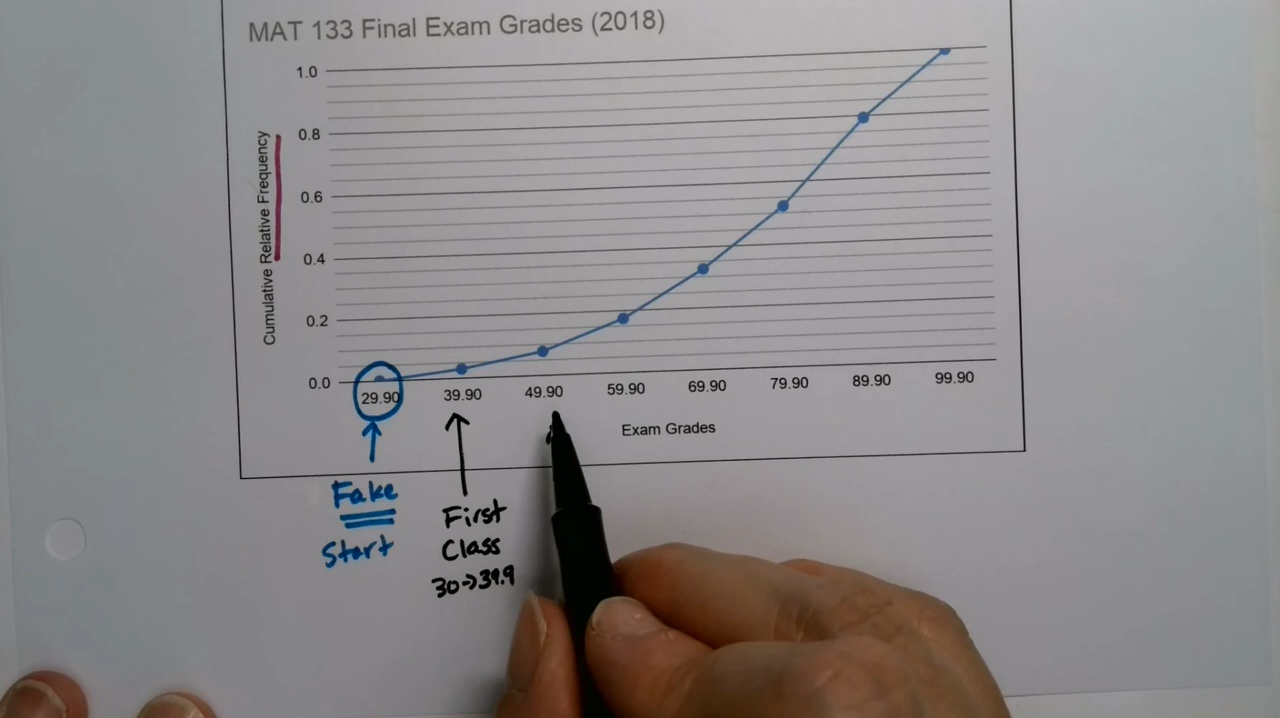 MAT 133 Final Exam Grades (2018)
1.0
0.8
0.6
0.4
0.2
0.0
Cumulative Relative Frequency
29.90 39.90 49.90 59.90 69.90 79.90 89.90 99.90
Exam Grades
Fake
Start
First
Class
30→39.9